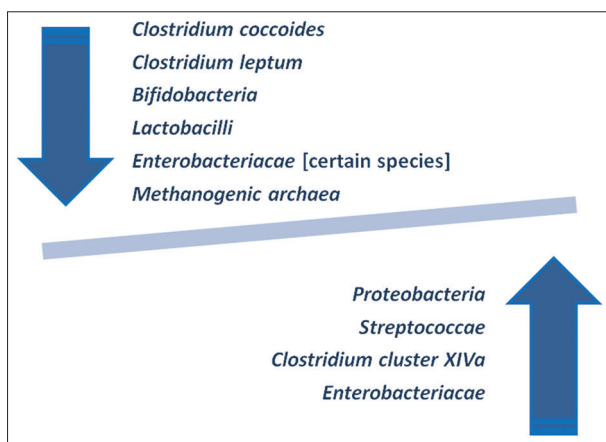 Clostridium coccoides
Clostridium leptum
Bifidobacteria
Lactobacilli
Enterobacteriacae [certain species]
Methanogenic archaea
Proteobacteria
Streptococcae
Clostridium cluster XIVa
Enterobacteriacae